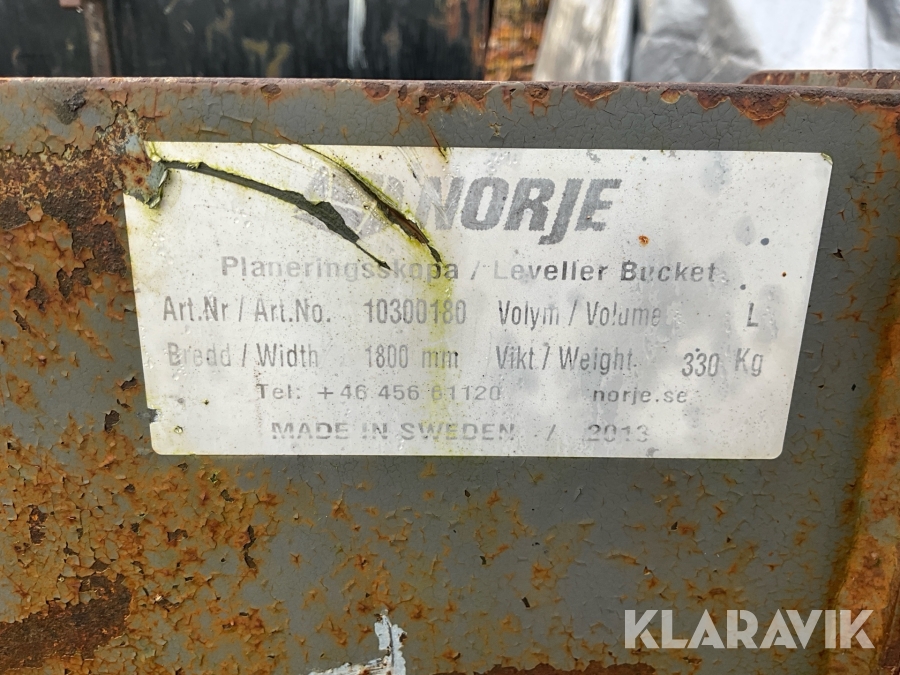 NORJE
Planeringsskopa / Leveller Bucket
Art.Nr / Art.No. 10300180 Volym / Volume L
Bredd / Width 1800 mm Vikt / Weight 330 Kg
Tel: +46 456 61120 norje.se
MADE IN SWEDEN / 2013
KLARAVIK